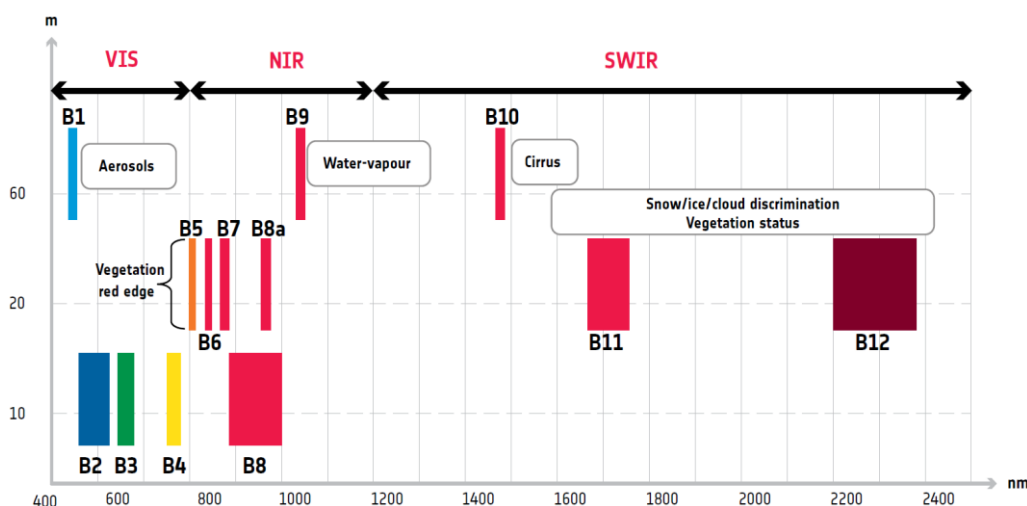 m
VIS NIR SWIR
B1 B9 B10
Aerosols Water-vapour Cirrus
60
Snow/ice/cloud discrimination
Vegetation status
B5 B7 B8a
Vegetation
red edge
20
B6 B11 B12
10
B2 B3 B4 B8
400 600 800 1000 1200 1400 1600 1800 2000 2200 2400 nm